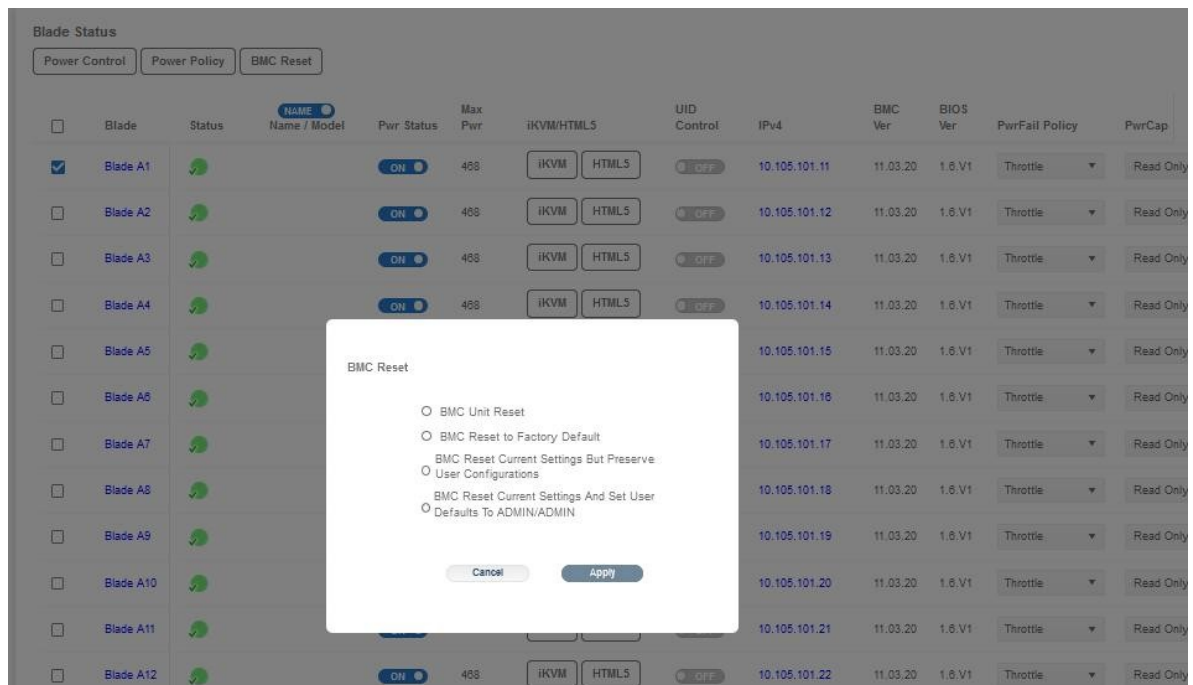 Blade Status
Power Control Power Policy BMC Reset
NAME Max UID BMC BIOS
Blade Status Name / Model Pwr Status Pwr iKVM/HTML5 Control IPv4 Ver Ver PwrFail Policy PwrCap
Blade A1 ON 468 iKVM HTML5 OFF 10.105.101.11 11.03.20 1.6.V1 Throttle Read Only
Blade A2 ON 468 iKVM HTML5 OFF 10.105.101.12 11.03.20 1.6.V1 Throttle Read Only
Blade A3 ON 468 iKVM HTML5 OFF 10.105.101.13 11.03.20 1.6.V1 Throttle Read Only
Blade A4 ON 468 iKVM HTML5 OFF 10.105.101.14 11.03.20 1.6.V1 Throttle Read Only
Blade A5 10.105.101.15 11.03.20 1.6.V1 Throttle Read Only
Blade A6 10.105.101.16 11.03.20 1.6.V1 Throttle Read Only
Blade A7 10.105.101.17 11.03.20 1.6.V1 Throttle Read Only
Blade A8 10.105.101.18 11.03.20 1.6.V1 Throttle Read Only
Blade A9 10.105.101.19 11.03.20 1.6.V1 Throttle Read Only
Blade A10 10.105.101.20 11.03.20 1.6.V1 Throttle Read Only
Blade A11 10.105.101.21 11.03.20 1.6.V1 Throttle Read Only
Blade A12 ON 468 iKVM HTML5 OFF 10.105.101.22 11.03.20 1.6.V1 Throttle Read Only
BMC Reset
BMC Unit Reset
BMC Reset to Factory Default
BMC Reset Current Settings But Preserve
User Configurations
BMC Reset Current Settings And Set User
Defaults To ADMIN/ADMIN
Cancel Apply